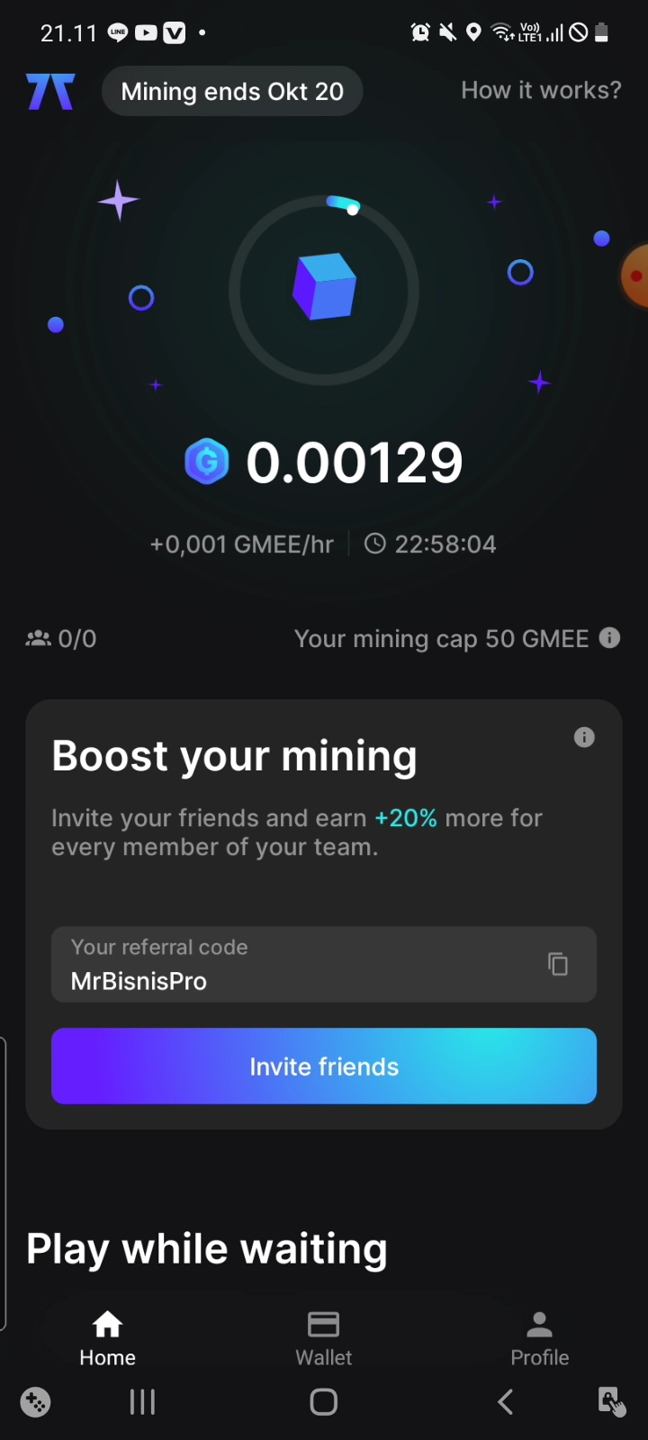 21.11
Vo))
LTE1
Mining ends Okt 20
How it works?
0.00129
+0,001 GMEE/hr
22:58:04
0/0
Your mining cap 50 GMEE
Boost your mining
Invite your friends and earn +20% more for
every member of your team.
Your referral code
MrBisnisPro
Invite friends
Play while waiting
Home
Wallet
Profile